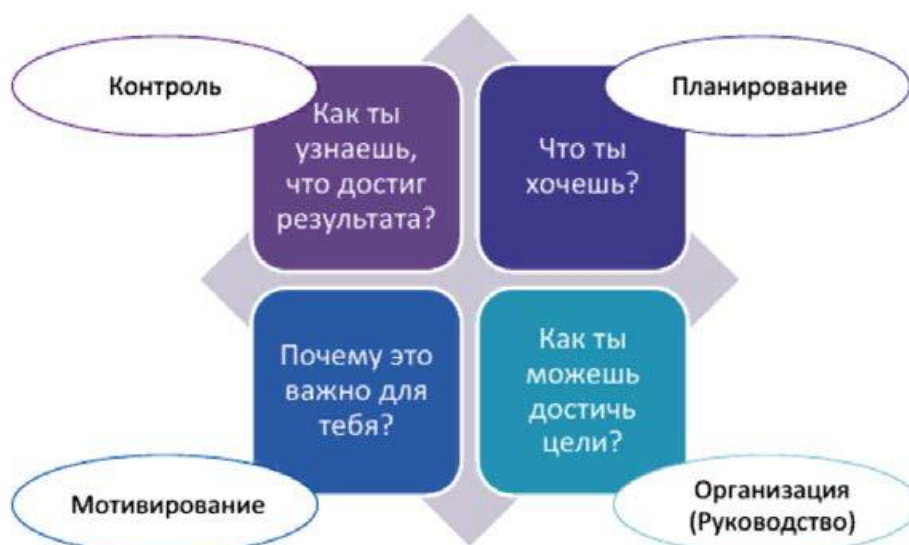 Контроль
Планирование
Как ты
узнаешь,
что достиг
результата?
Что ты
хочешь?
Почему это
важно для
тебя?
Как ты
можешь
достичь
цели?
Мотивирование
Организация
(Руководство)